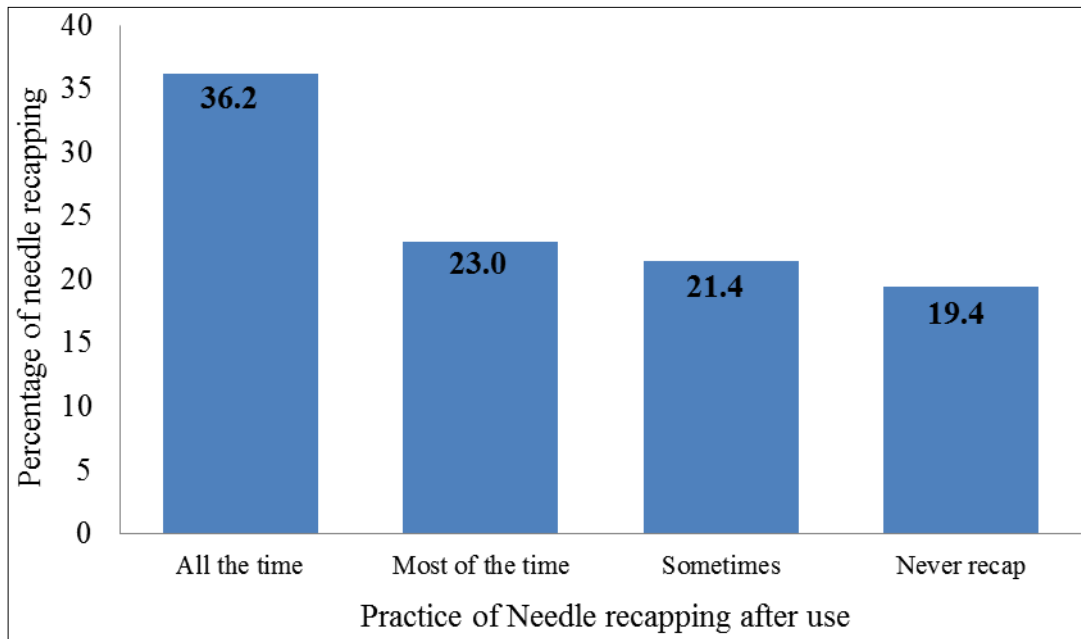 Percentage of needle recapping
40
35
30
25
20
15
10
5
0
36.2
23.0
21.4
19.4
All the time
Most of the time
Sometimes
Never recap
Practice of Needle recapping after use